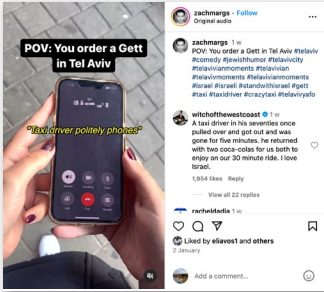 POV: You order a Gett
in Tel Aviv
*Taxi driver politely phones*
zachmargs • Follow
Original audio
zachmargs 1 w
POV: You order a Gett in Tel Aviv #telaviv
#comedy #jewishhumor #telavivcity
#telavivianmoments #telavivian
#telavivmoments #telavivianmoments
#israel #israeli #standwithisrael #gett
#taxi #taxidriver #crazytaxi #telavivyafo
witchofthewestcoast 1 w
A taxi driver in his seventies once
pulled over and got out and was
gone for five minutes. he returned
with two coca-colas for us both to
enjoy on our 30 minute ride. I love
Israel.
1,954 likes Reply
View all 22 replies
racheldadia 1 w
Liked by eliavos1 and others
2 January
Add a comment...